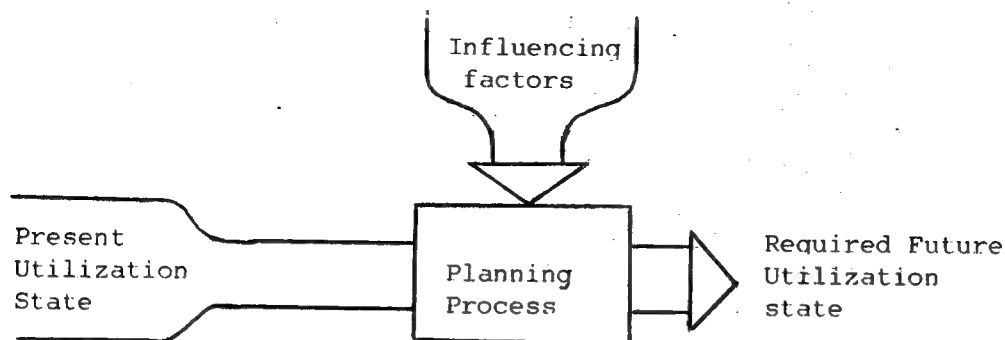 Influencing
factors
Present
Utilization
State
Planning
Process
Required Future
Utilization
state